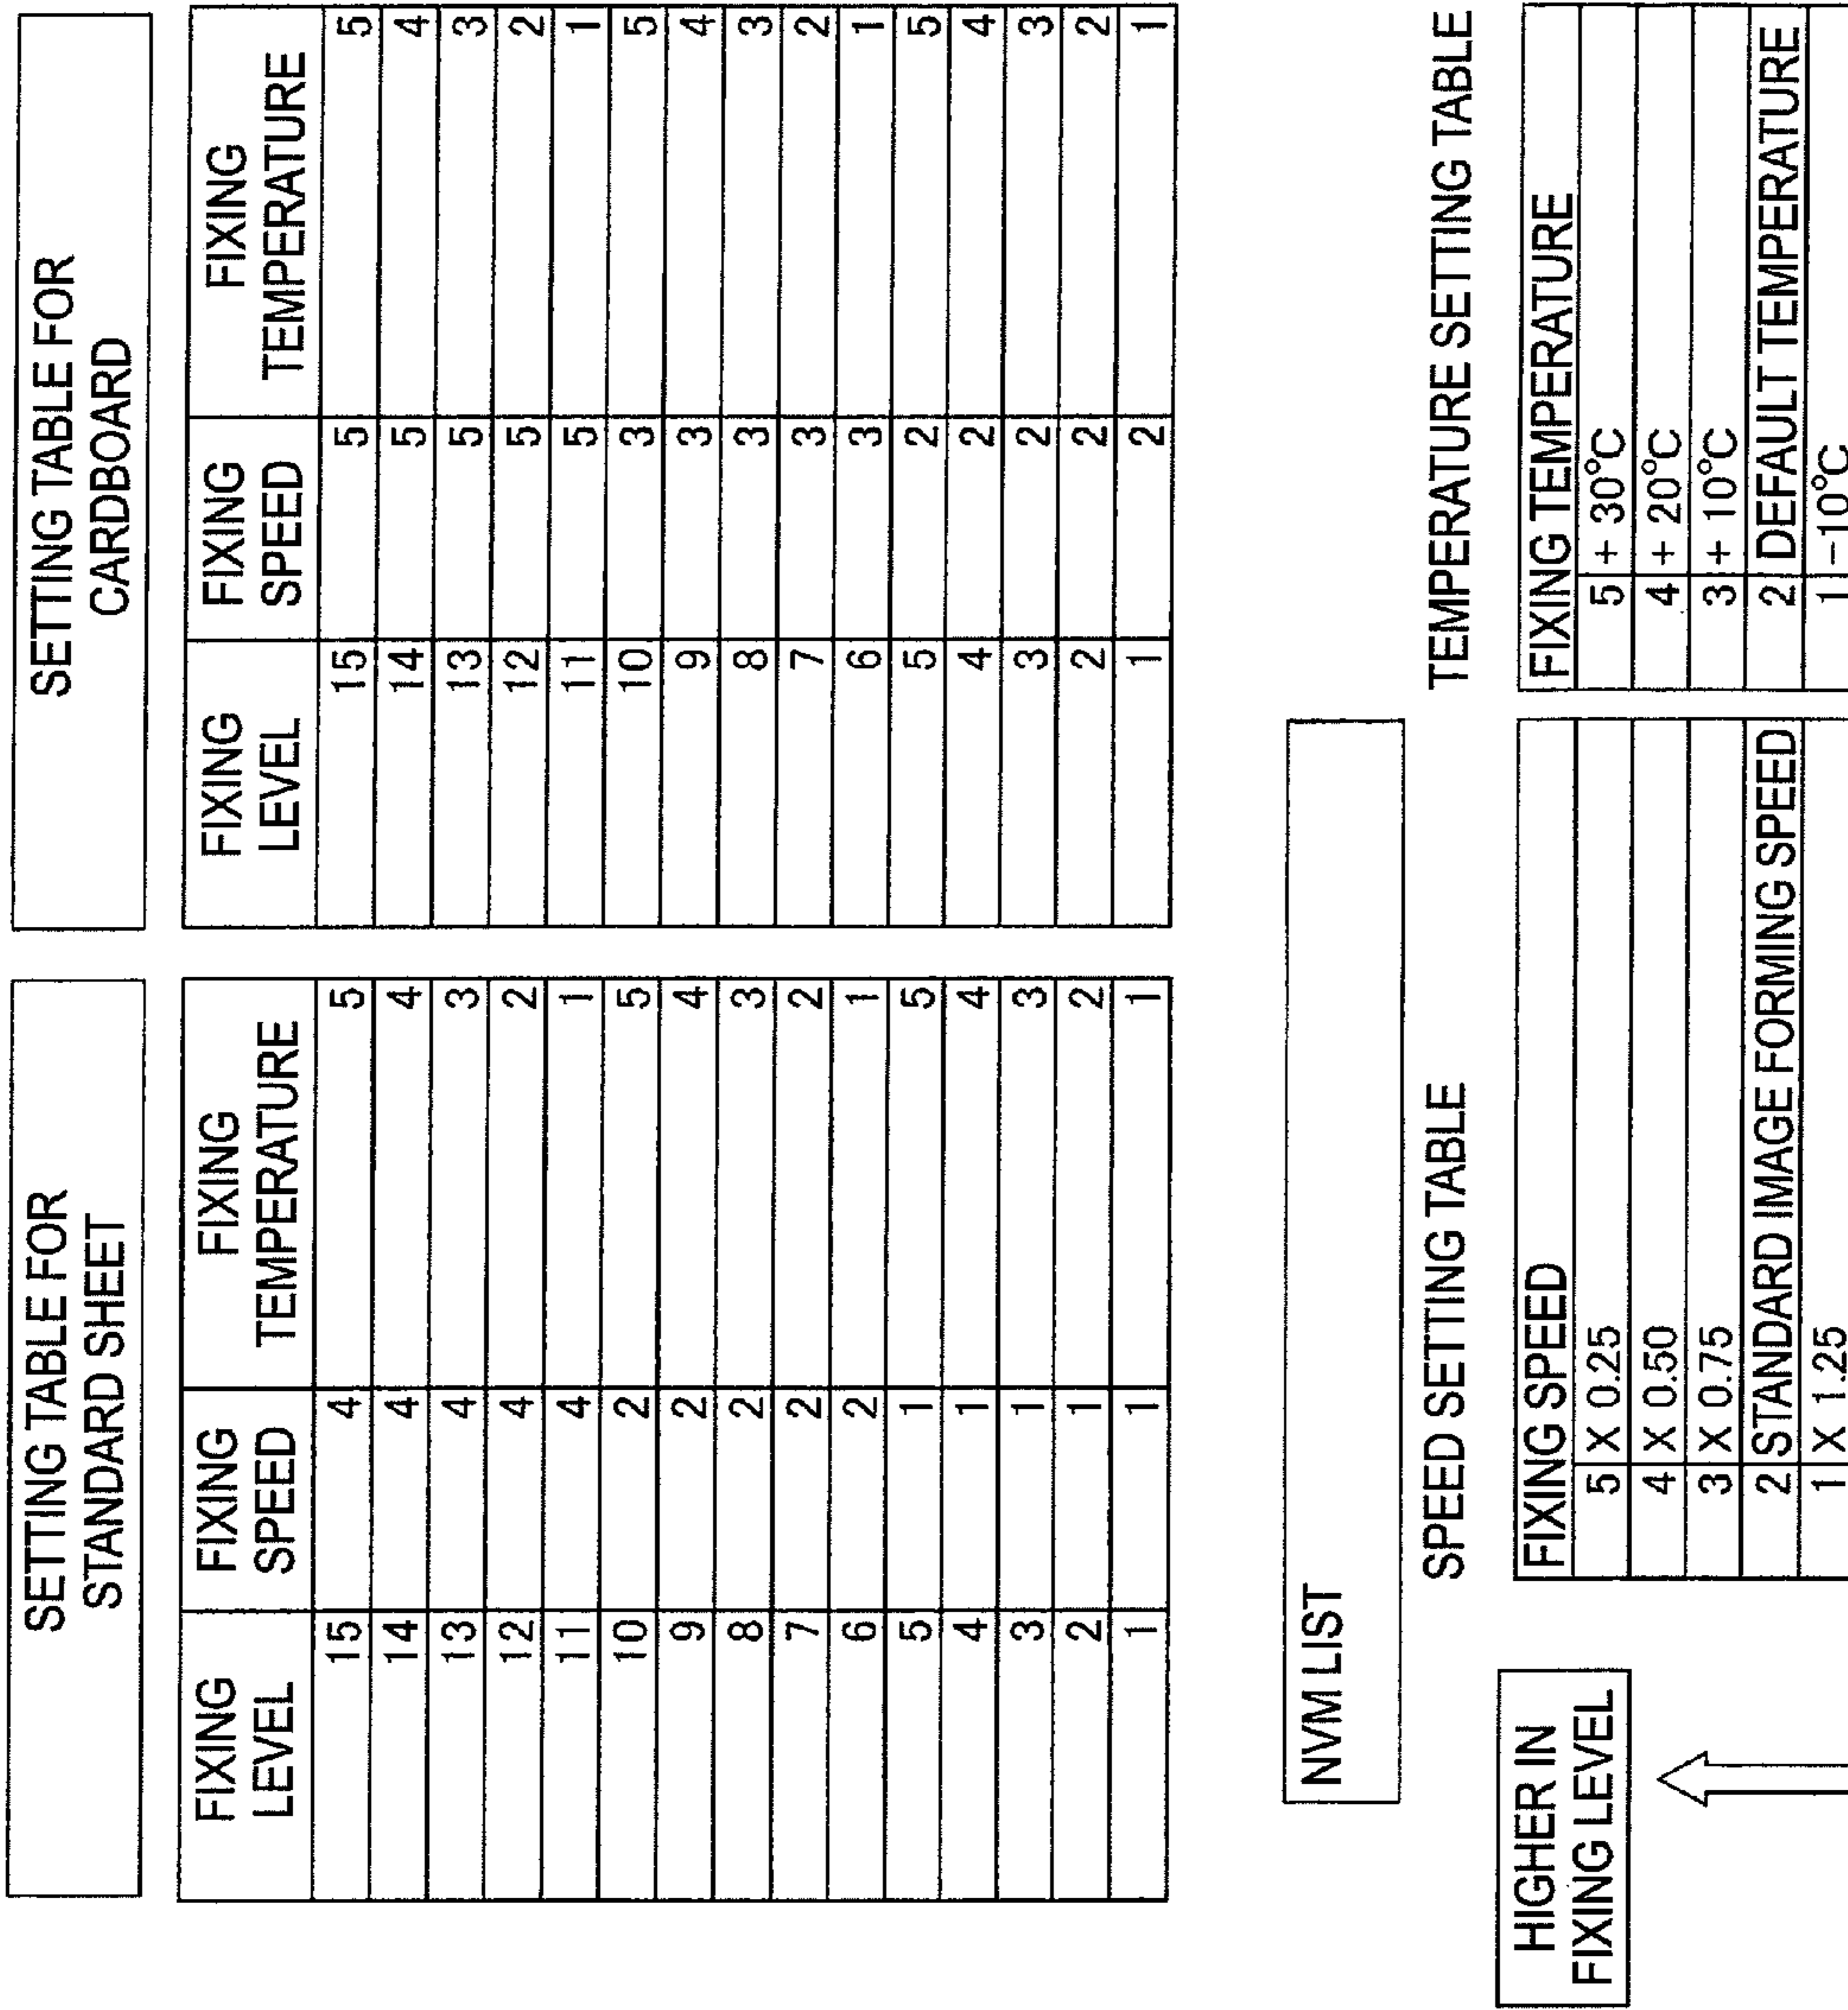 SETTING TABLE FOR
STANDARD SHEET
FIXING LEVEL FIXING SPEED FIXING TEMPERATURE
15 4 5
14 4 4
13 4 3
12 4 2
11 4 1
10 2 5
9 2 4
8 2 3
7 2 2
6 2 1
5 1 5
4 1 4
3 1 3
2 1 2
1 1 1
SETTING TABLE FOR
CARDBOARD
FIXING LEVEL FIXING SPEED FIXING TEMPERATURE
15 5 5
14 5 4
13 5 3
12 5 2
11 5 1
10 3 5
9 3 4
8 3 3
7 3 2
6 3 1
5 2 5
4 2 4
3 2 3
2 2 2
1 2 1
NVM LIST
SPEED SETTING TABLE
FIXING SPEED
5 X 0.25
4 X 0.50
3 X 0.75
2 STANDARD IMAGE FORMING SPEED
1 X 1.25
TEMPERATURE SETTING TABLE
FIXING TEMPERATURE
5 + 30°C
4 + 20°C
3 + 10°C
2 DEFAULT TEMPERATURE
1 -10°C
HIGHER IN
FIXING LEVEL